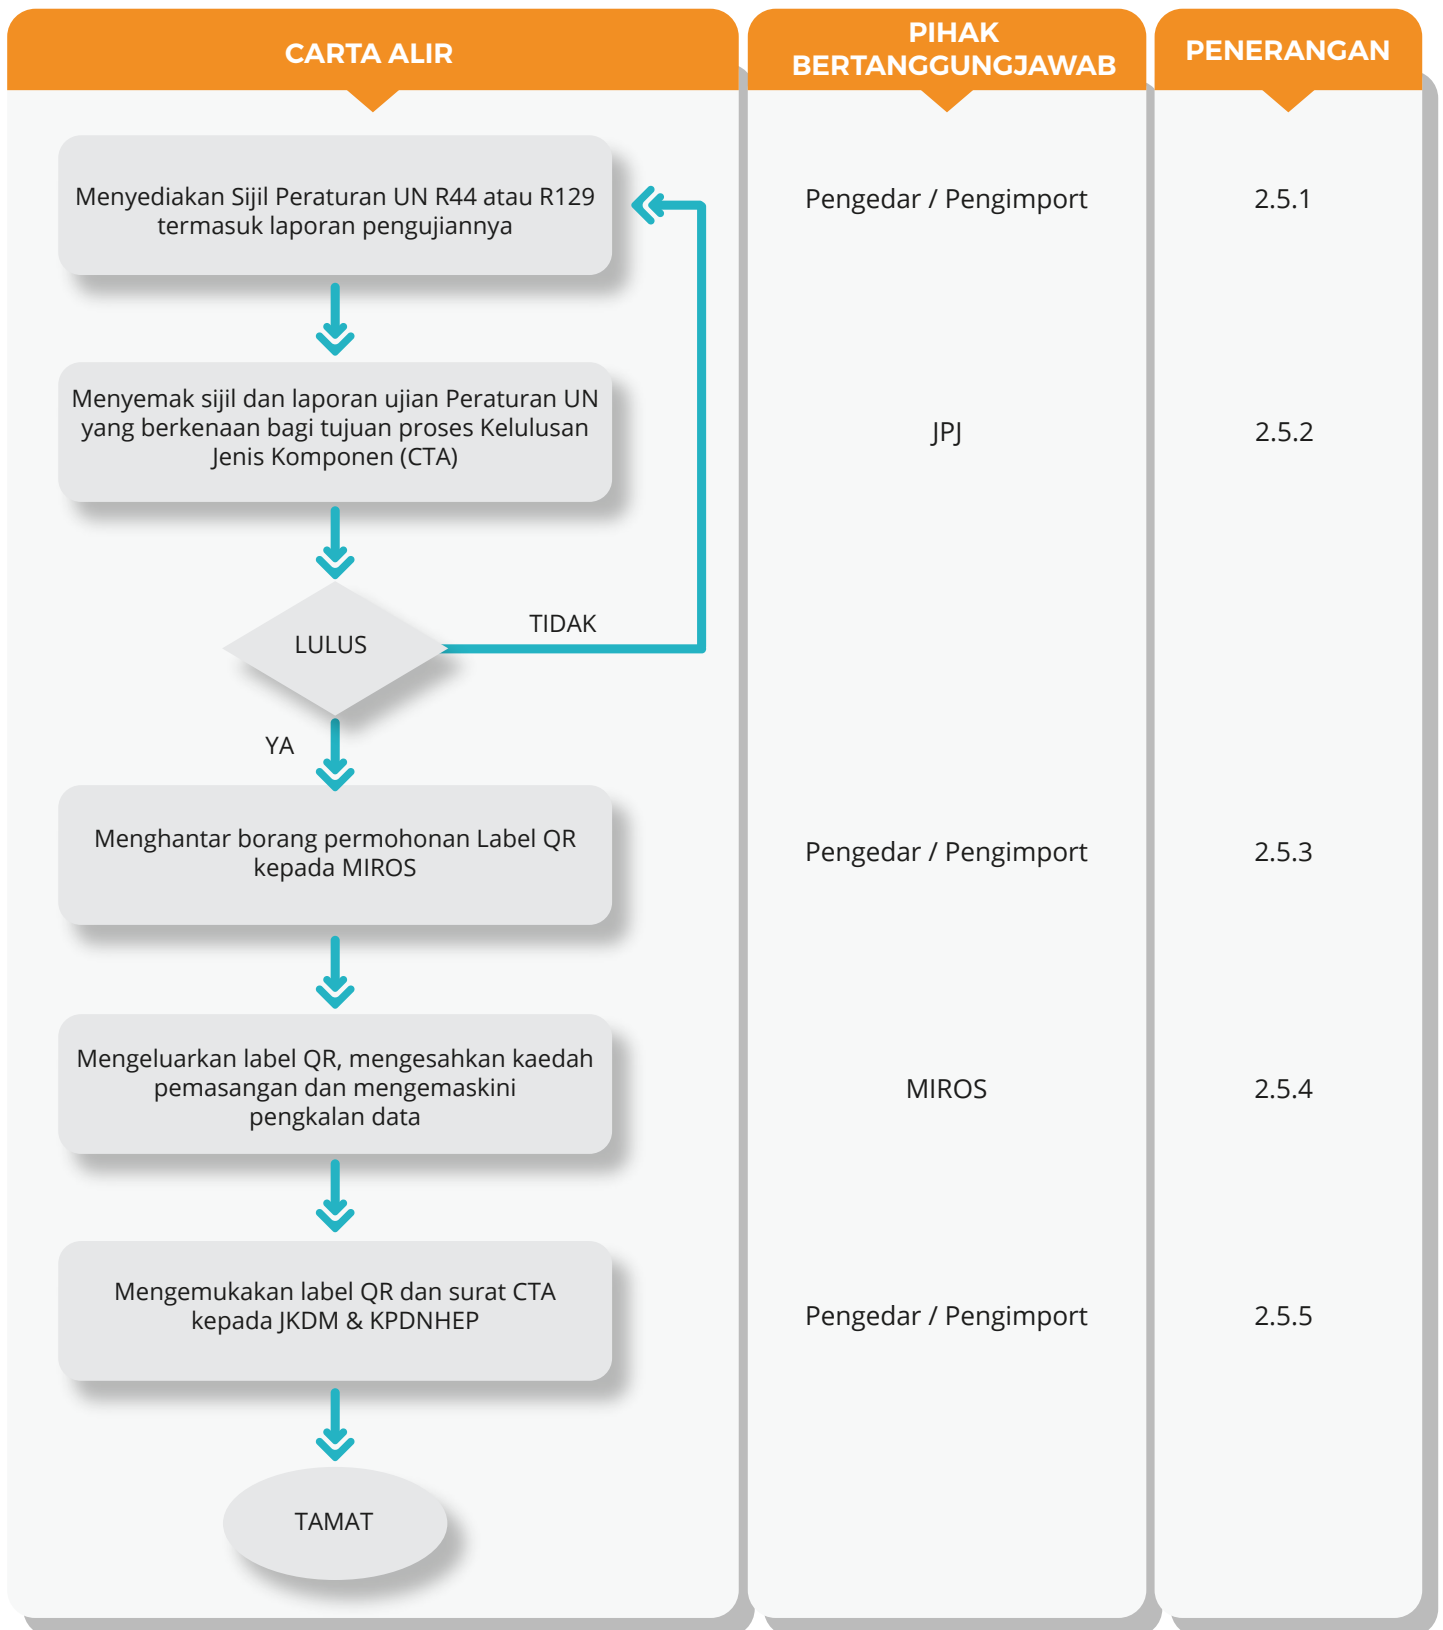 CARTA ALIR
PIHAK
BERTANGGUNGJAWAB
PENERANGAN
Menyediakan Sijil Peraturan UN R44 atau R129
termasuk laporan pengujiannya
Pengedar / Pengimport
2.5.1
Menyemak sijil dan laporan ujian Peraturan UN
yang berkenaan bagi tujuan proses Kelulusan
Jenis Komponen (CTA)
JPJ
2.5.2
LULUS
TIDAK
YA
Menghantar borang permohonan Label QR
kepada MIROS
Pengedar / Pengimport
2.5.3
Mengeluarkan label QR, mengesahkan kaedah
pemasangan dan mengemaskini
pengkalan data
MIROS
2.5.4
Mengemukakan label QR dan surat CTA
kepada JKDM & KPDNHEP
Pengedar / Pengimport
2.5.5
TAMAT